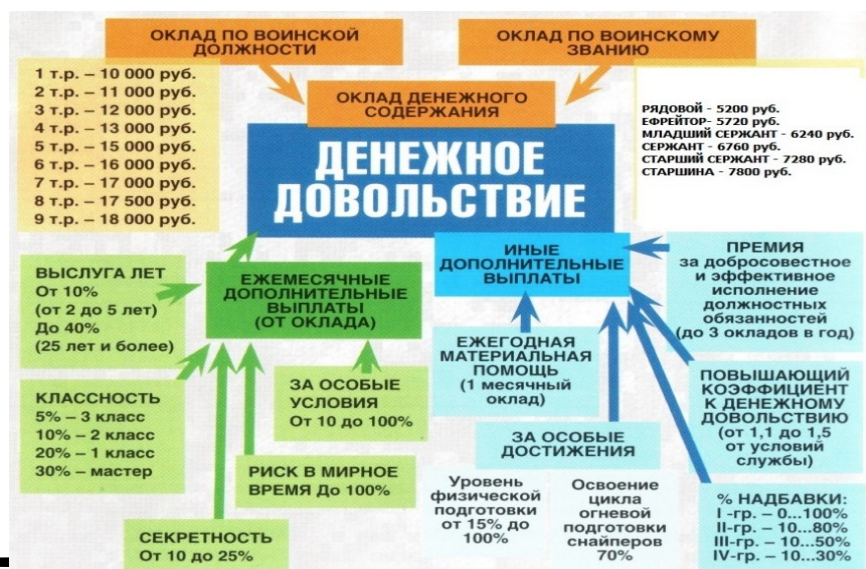 ОКЛАД ПО ВОИНСКОЙ
ДОЛЖНОСТИ
ОКЛАД ПО ВОИНСКОМУ
ЗВАНИЮ
1 т.р. – 10 000 руб.
2 т.р. – 11 000 руб.
3 т.р. – 12 000 руб.
4 т.р. – 13 000 руб.
5 т.р. – 15 000 руб.
6 т.р. – 16 000 руб.
7 т.р. – 17 000 руб.
8 т.р. – 17 500 руб.
9 т.р. – 18 000 руб.
ОКЛАД ДЕНЕЖНОГО
СОДЕРЖАНИЯ
РЯДОВОЙ - 5200 руб.
ЕФРЕЙТОР- 5720 руб.
МЛАДШИЙ СЕРЖАНТ - 6240 руб.
СЕРЖАНТ - 6760 руб.
СТАРШИЙ СЕРЖАНТ - 7280 руб.
СТАРШИНА - 7800 руб.
ДЕНЕЖНОЕ
ДОВОЛЬСТВИЕ
ВЫСЛУГА ЛЕТ
От 10%
(от 2 до 5 лет)
До 40%
(25 лет и более)
ЕЖЕМЕСЯЧНЫЕ
ДОПОЛНИТЕЛЬНЫЕ
ВЫПЛАТЫ
(ОТ ОКЛАДА)
ИНЫЕ
ДОПОЛНИТЕЛЬНЫЕ
ВЫПЛАТЫ
ПРЕМИЯ
за добросовестное
и эффективное
исполнение
должностных
обязанностей
(до 3 окладов в год)
КЛАССНОСТЬ
5% – 3 класс
10% – 2 класс
20% – 1 класс
30% – мастер
ЗА ОСОБЫЕ
УСЛОВИЯ
От 10 до 100%
ЕЖЕГОДНАЯ
МАТЕРИАЛЬНАЯ
ПОМОЩЬ
(1 месячный
оклад)
ПОВЫШАЮЩИЙ
КОЭФФИЦИЕНТ
К ДЕНЕЖНОМУ
ДОВОЛЬСТВИЮ
(от 1,1 до 1,5
от условий
службы)
РИСК В МИРНОЕ
ВРЕМЯ До 100%
ЗА ОСОБЫЕ
ДОСТИЖЕНИЯ
Уровень
физической
подготовки
от 15% до
100%
Освоение
цикла
огневой
подготовки
снайперов
70%
СЕКРЕТНОСТЬ
От 10 до 25%
% НАДБАВКИ:
I -гр. – 0...100%
II-гр. – 10...80%
III-гр. – 10...50%
IV-гр. – 10...30%